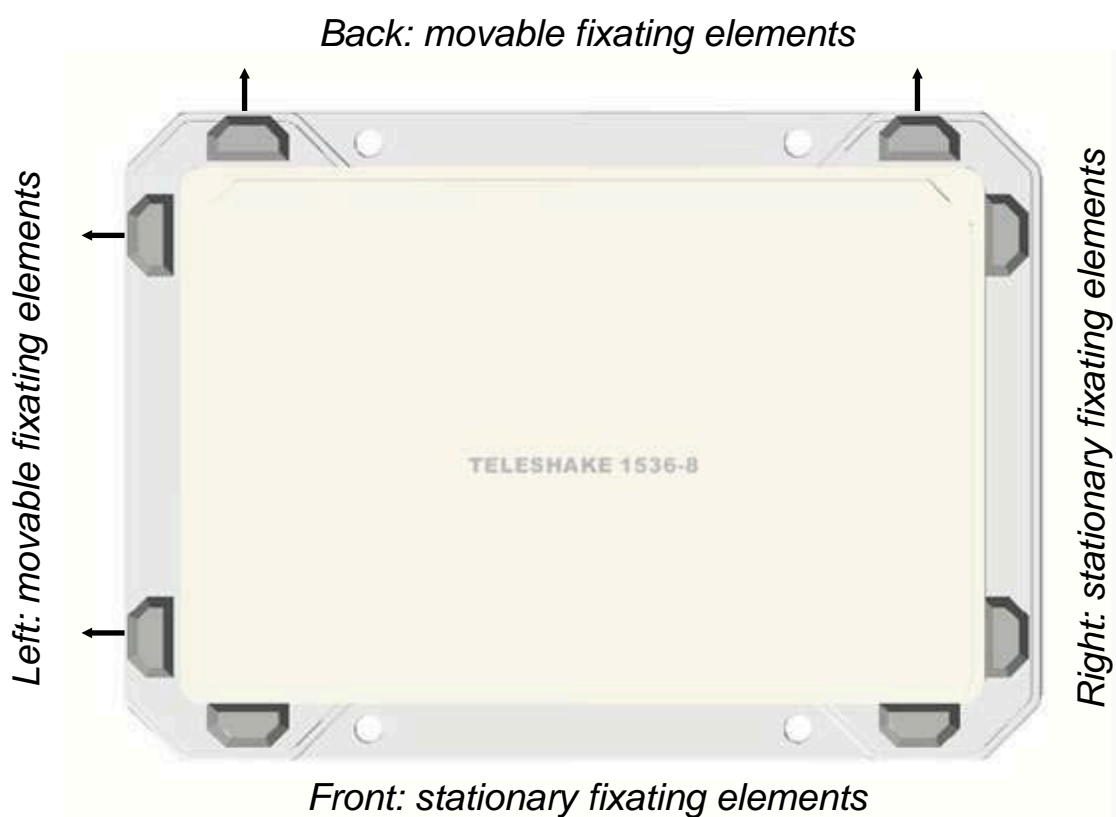 Back: movable fixating elements
Left: movable fixating elements
Right: stationary fixating elements
TELESHAKE 1536-8
Front: stationary fixating elements